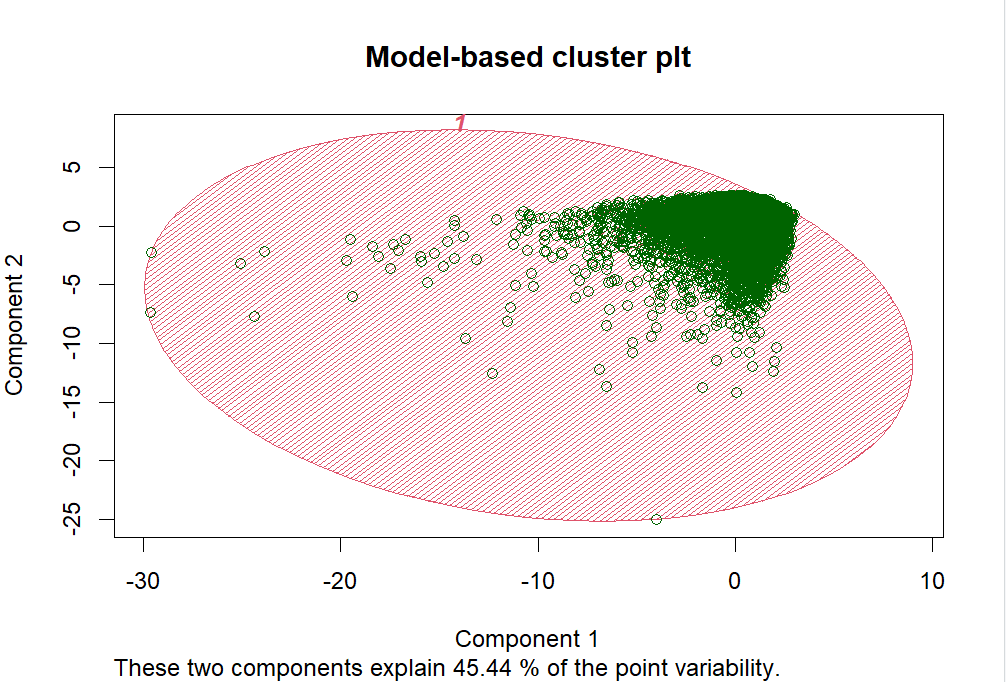 Model-based cluster plt
1
5
0
-5
-10
-15
-20
-25
Component 2
-30 -20 -10 0 10
Component 1
These two components explain 45.44 % of the point variability.